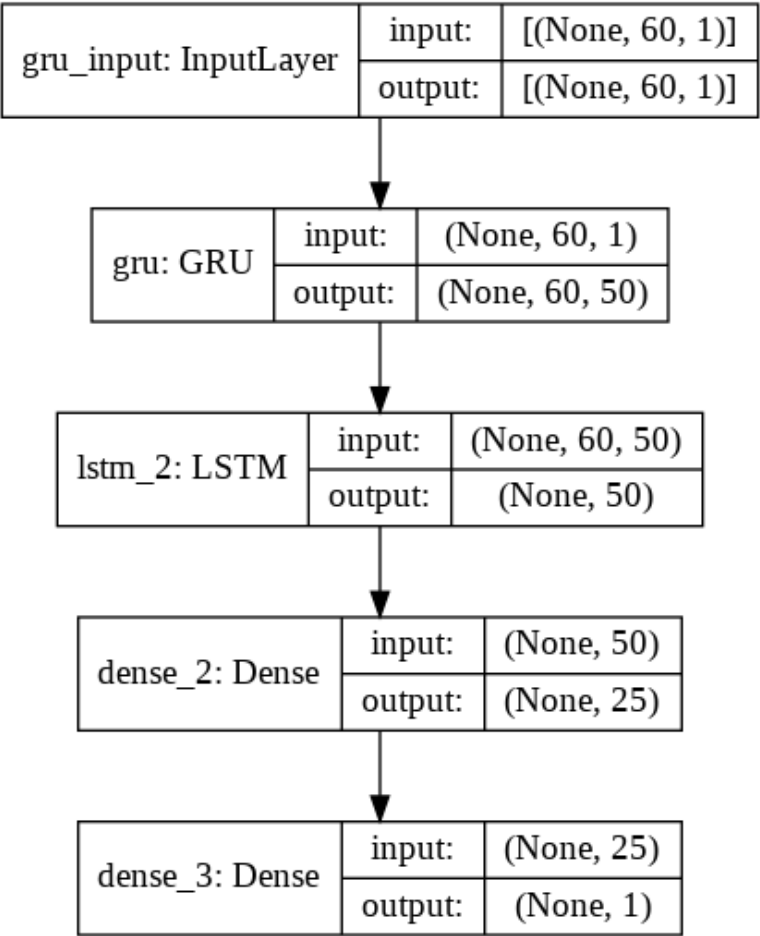 gru_input: InputLayer
input: [(None, 60, 1)]
output: [(None, 60, 1)]
gru: GRU
input: (None, 60, 1)
output: (None, 60, 50)
lstm_2: LSTM
input: (None, 60, 50)
output: (None, 50)
dense_2: Dense
input: (None, 50)
output: (None, 25)
dense_3: Dense
input: (None, 25)
output: (None, 1)